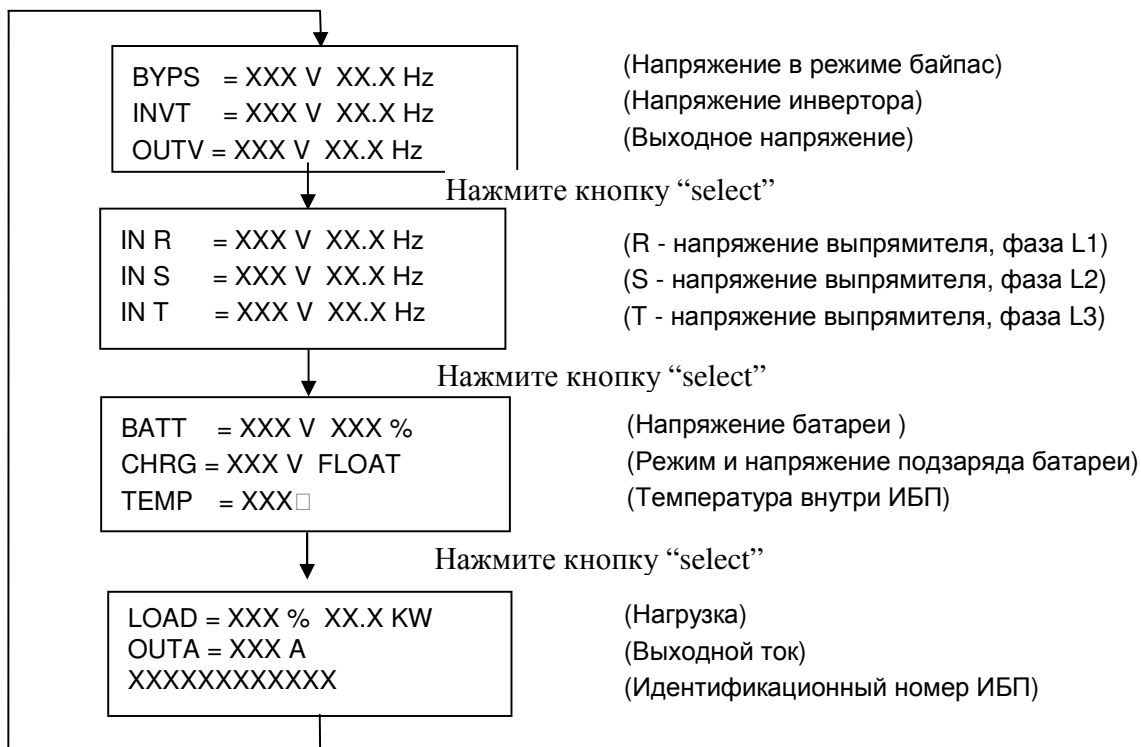 BYPS = XXX V XX.X Hz (Напряжение в режиме байпас)
INVT = XXX V XX.X Hz (Напряжение инвертора)
OUTV = XXX V XX.X Hz (Выходное напряжение)
Нажмите кнопку “select”
IN R = XXX V XX.X Hz (R - напряжение выпрямителя, фаза L1)
IN S = XXX V XX.X Hz (S - напряжение выпрямителя, фаза L2)
IN T = XXX V XX.X Hz (T - напряжение выпрямителя, фаза L3)
Нажмите кнопку “select”
BATT = XXX V XXX % (Напряжение батареи )
CHRG = XXX V FLOAT (Режим и напряжение подзаряда батареи)
TEMP = XXX□ (Температура внутри ИБП)
Нажмите кнопку “select”
LOAD = XXX % XX.X KW (Нагрузка)
OUTA = XXX A (Выходной ток)
XXXXXXXXXXXX (Идентификационный номер ИБП)